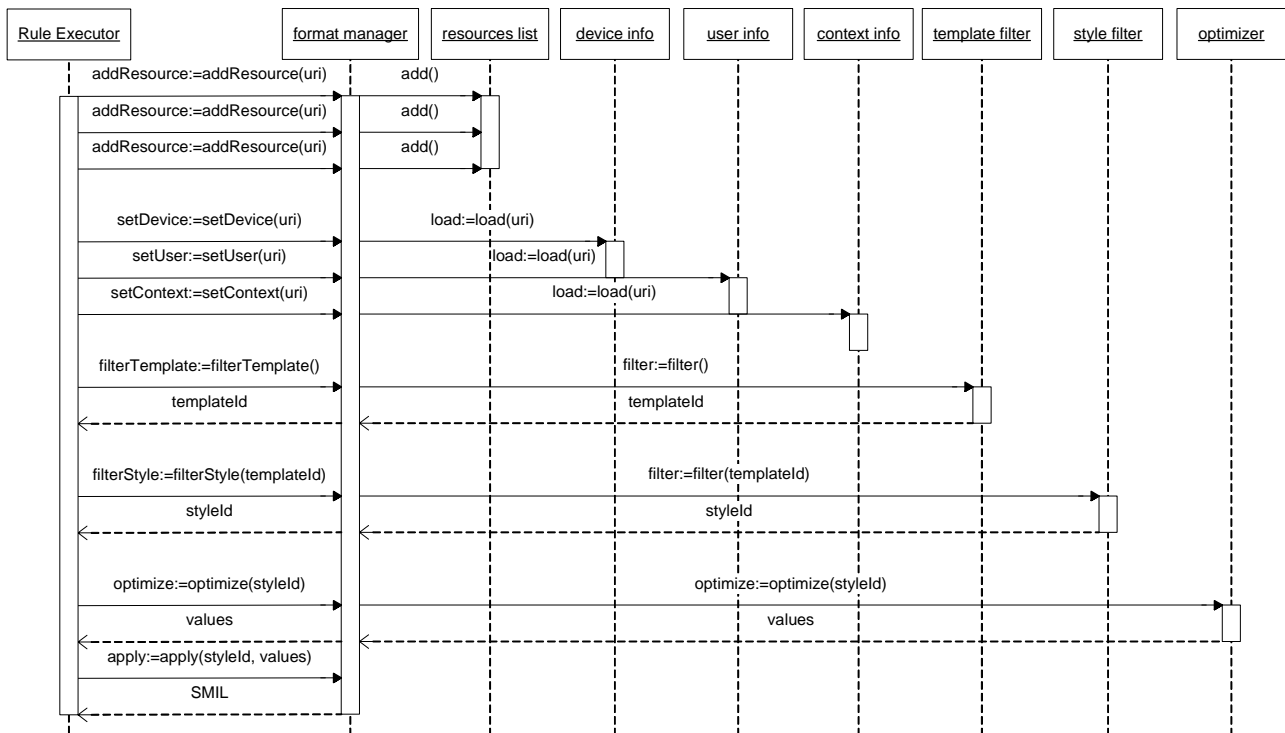 Rule Executor format manager resources list device info user info context info template filter style filter optimizer
addResource:=addResource(uri) add()
addResource:=addResource(uri) add()
addResource:=addResource(uri) add()
setDevice:=setDevice(uri) load:=load(uri)
setUser:=setUser(uri) load:=load(uri)
setContext:=setContext(uri) load:=load(uri)
filterTemplate:=filterTemplate() filter:=filter()
templateId templateId
filterStyle:=filterStyle(templateId) filter:=filter(templateId)
styleId styleId
optimize:=optimize(styleId) optimize:=optimize(styleId)
values values
apply:=apply(styleId, values)
SMIL